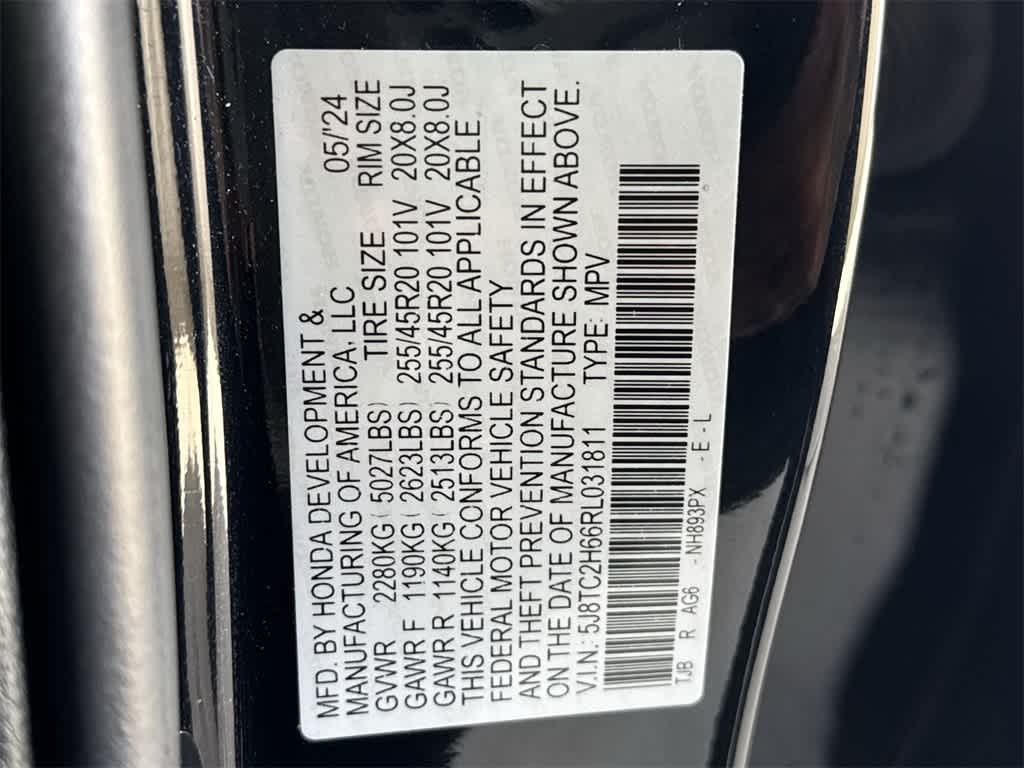 MFD. BY HONDA DEVELOPMENT &
MANUFACTURING OF AMERICA, LLC 05/'24
GVWR 2280KG ( 5027LBS) TIRE SIZE RIM SIZE
GAWR F 1190KG ( 2623LBS) 255/45R20 101V 20X8.0J
GAWR R 1140KG ( 2513LBS) 255/45R20 101V 20X8.0J
THIS VEHICLE CONFORMS TO ALL APPLICABLE
FEDERAL MOTOR VEHICLE SAFETY
AND THEFT PREVENTION STANDARDS IN EFFECT
ON THE DATE OF MANUFACTURE SHOWN ABOVE.
V.I.N.: 5J8TC2H66RL031811 TYPE: MPV
TJB R AG6 - NH893PX - E - L